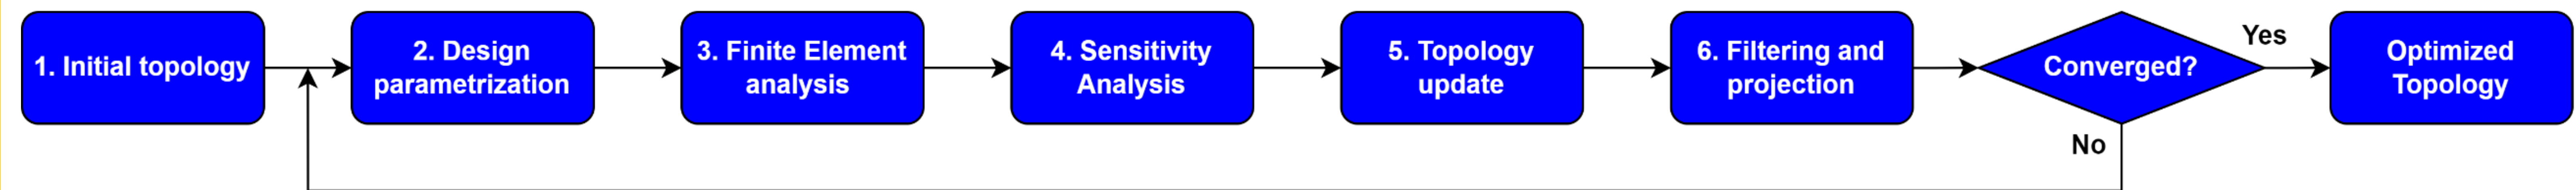 1. Initial topology
2. Design
parametrization
3. Finite Element
analysis
4. Sensitivity
Analysis
5. Topology
update
6. Filtering and
projection
Converged?
Yes
No
Optimized
Topology